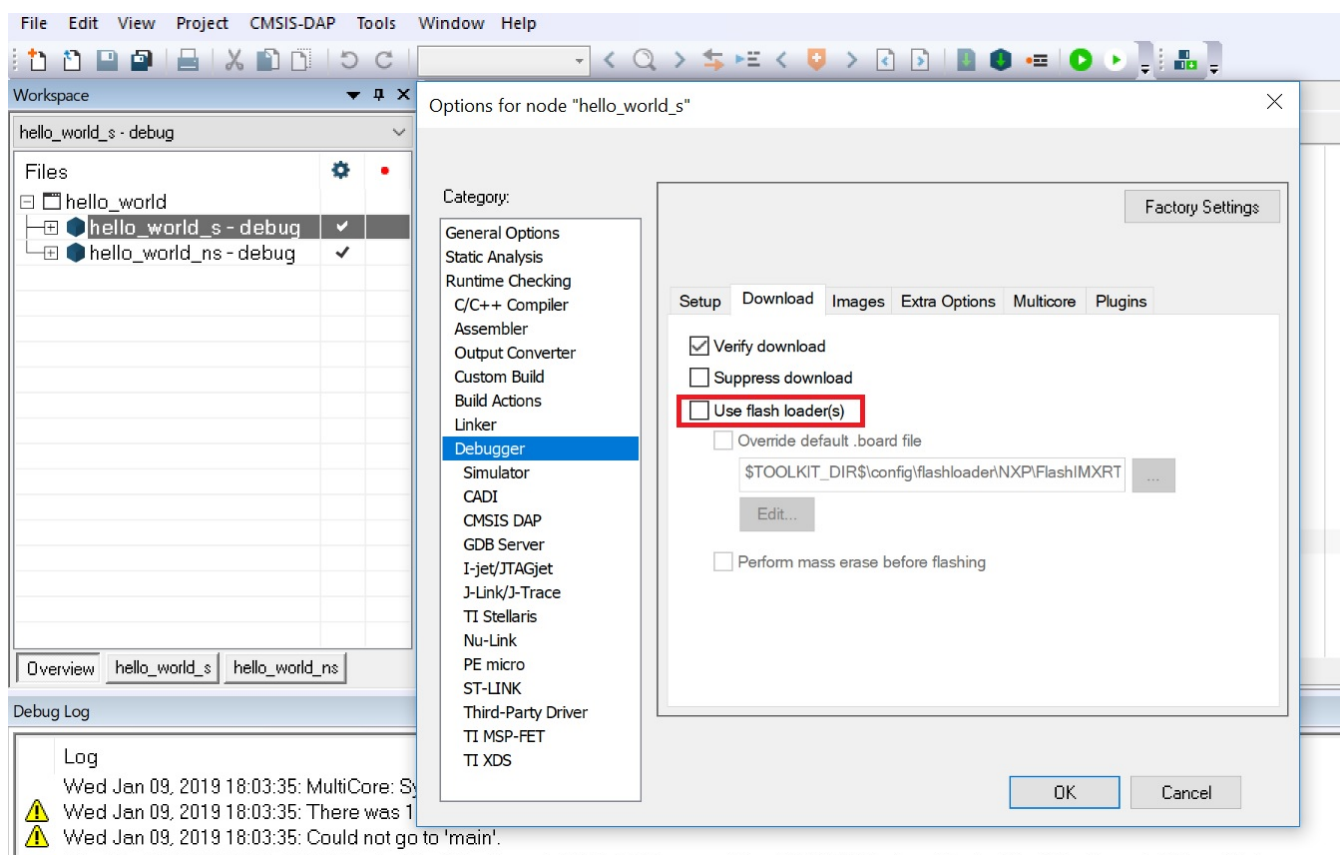 File Edit View Project CMSIS-DAP Tools Window Help
Workspace
hello_world_s - debug
Files
hello_world
hello_world_s - debug
hello_world_ns - debug
Overview hello_world_s hello_world_ns
Options for node "hello_world_s"
Category:
General Options
Static Analysis
Runtime Checking
C/C++ Compiler
Assembler
Output Converter
Custom Build
Build Actions
Linker
Debugger
Simulator
CADI
CMSIS DAP
GDB Server
I-jet/JTAGjet
J-Link/J-Trace
TI Stellaris
Nu-Link
PE micro
ST-LINK
Third-Party Driver
TI MSP-FET
TI XDS
Factory Settings
Setup Download Images Extra Options Multicore Plugins
Verify download
Suppress download
Use flash loader(s)
Override default .board file
$TOOLKIT_DIR$\config\flashloader\NXP\FlashIMXRT ...
Edit...
Perform mass erase before flashing
OK Cancel
Debug Log
Log
Wed Jan 09, 2019 18:03:35: MultiCore: Sy
Wed Jan 09, 2019 18:03:35: There was 1
Wed Jan 09, 2019 18:03:35: Could not go to 'main'.